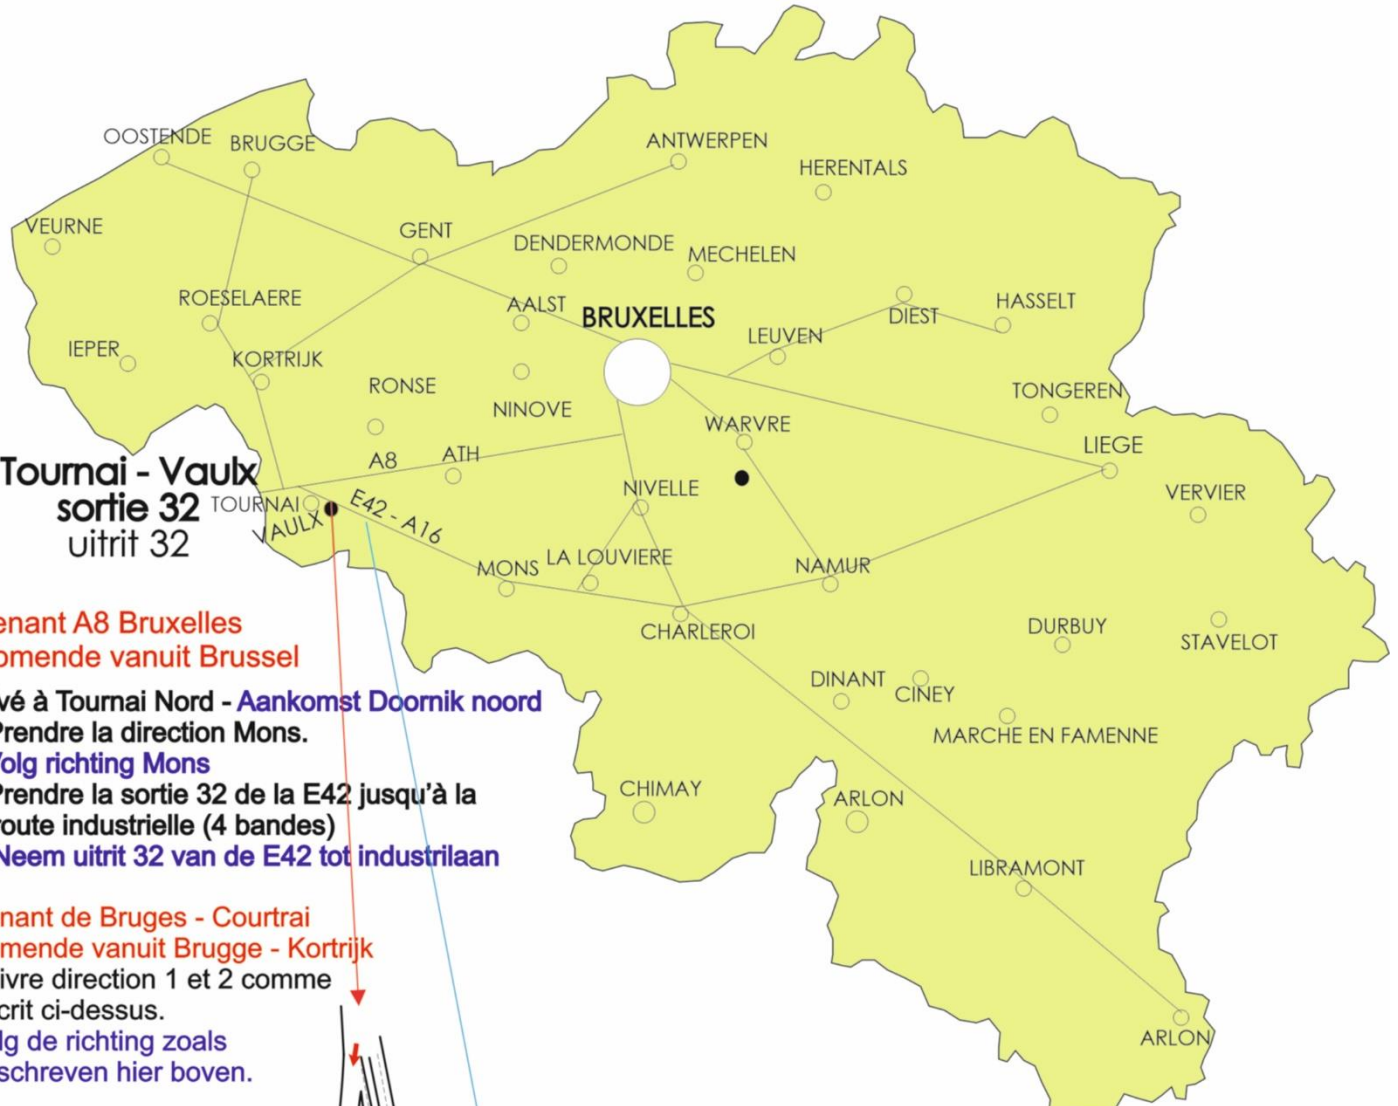 OOSTENDE
BRUGGE
ANTWERPEN
HERENTALS
VEURNE
GENT
DENDERMONDE
MECHELEN
ROESELAERE
AALST
BRUXELLES
HASSELT
DIEST
LEUVEN
IEPER
KORTRIJK
RONSE
NINOVE
TONGEREN
WARVRE
LIEGE
A8
ATH
Tournai - Vaulx
sortie 32
uitrit 32
TOURNAI
VAULX
E42 - A16
NIVELLE
VERVIER
MONS
LA LOUVIERE
NAMUR
CHARLEROI
DURBUY
STAVELOT
DINANT
CINEY
MARCHE EN FAMENNE
CHIMAY
ARLON
LIBRAMONT
ARLON
enant A8 Bruxelles
omende vanuit Brussel
vé à Tournai Nord - Aankomst Doornik noord
Prendre la direction Mons.
Volg richting Mons
Prendre la sortie 32 de la E42 jusqu'à la
route industrielle (4 bandes)
Neem uitrit 32 van de E42 tot industrilaan
nant de Bruges - Courtrai
mende vanuit Brugge - Kortrijk
ivre direction 1 et 2 comme
crit ci-dessus.
lg de richting zoals
schreven hier boven.